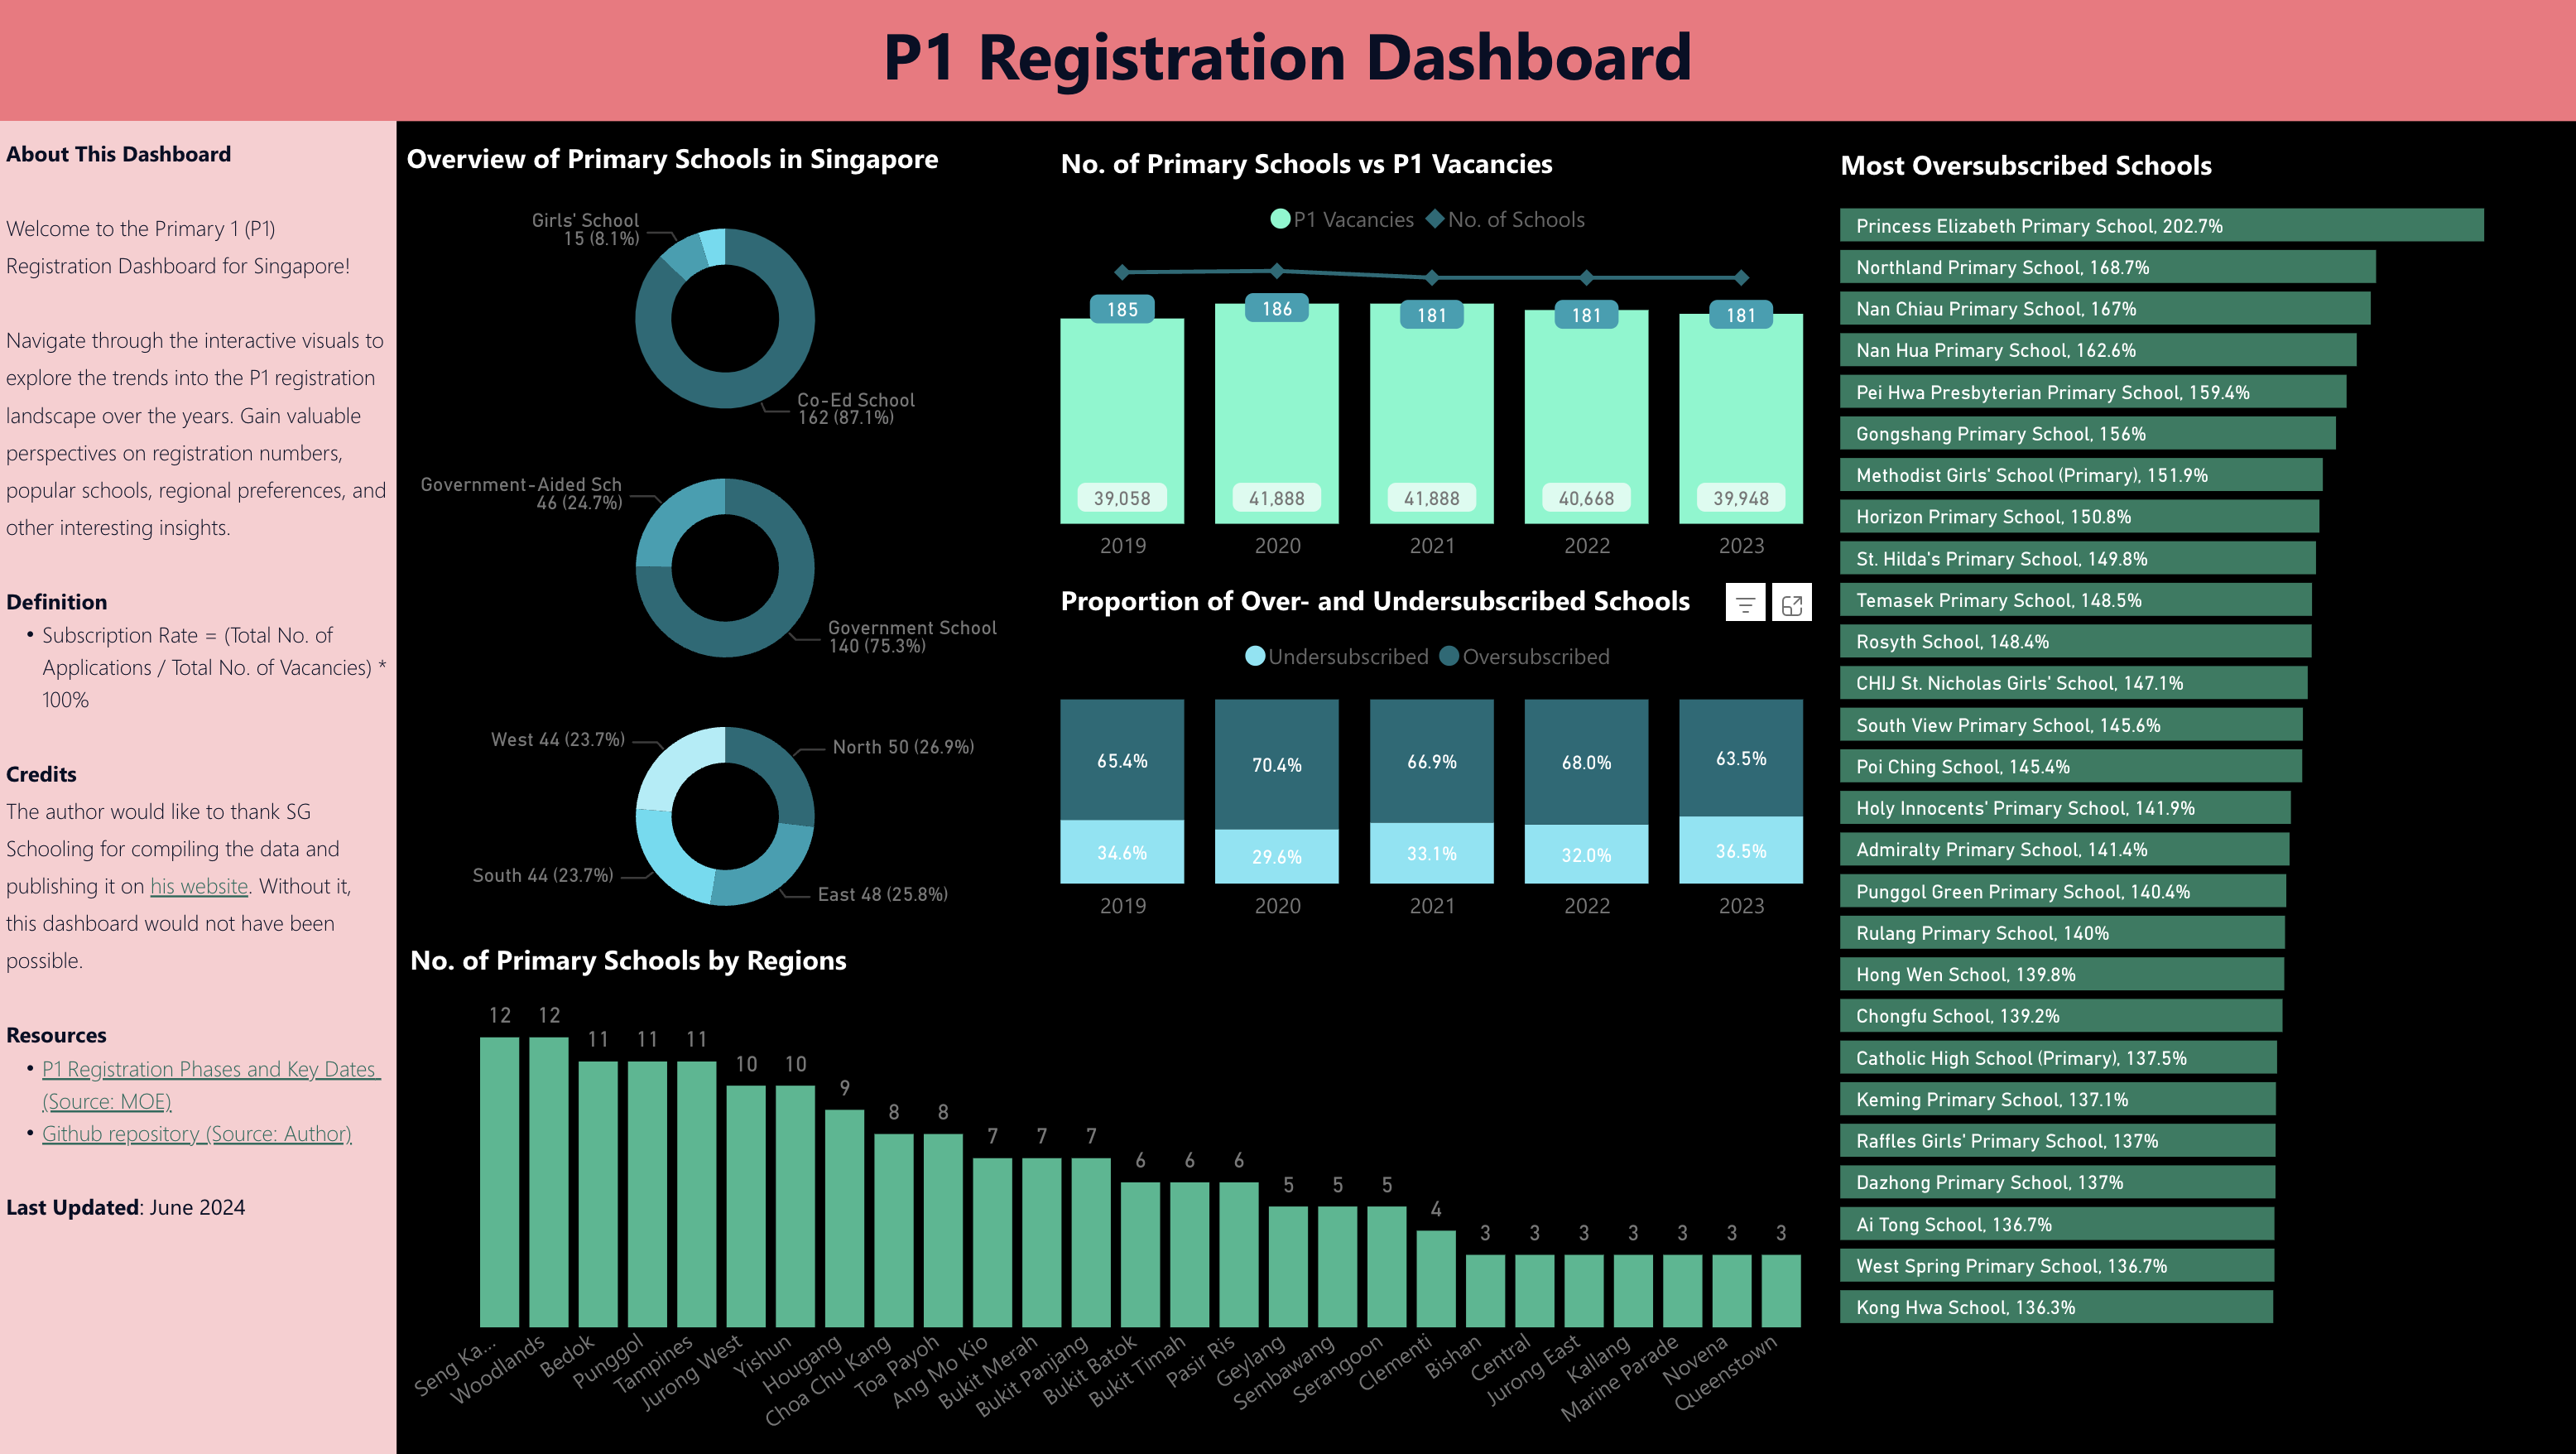 P1 Registration Dashboard
About This Dashboard
Welcome to the Primary 1 (P1)
Registration Dashboard for Singapore!
Navigate through the interactive visuals to
explore the trends into the P1 registration
landscape over the years. Gain valuable
perspectives on registration numbers,
popular schools, regional preferences, and
other interesting insights.
Definition
• Subscription Rate = (Total No. of
Applications / Total No. of Vacancies) *
100%
Credits
The author would like to thank SG
Schooling for compiling the data and
publishing it on his website. Without it,
this dashboard would not have been
possible.
Resources
• P1 Registration Phases and Key Dates
(Source: MOE)
• Github repository (Source: Author)
Last Updated: June 2024
Overview of Primary Schools in Singapore
Girls' School
15 (8.1%)
Co-Ed School
162 (87.1%)
Government-Aided Sch
46 (24.7%)
Government School
140 (75.3%)
West 44 (23.7%)
North 50 (26.9%)
South 44 (23.7%)
East 48 (25.8%)
No. of Primary Schools vs P1 Vacancies
P1 Vacancies No. of Schools
185 186 181 181 181
39,058 41,888 41,888 40,668 39,948
2019 2020 2021 2022 2023
Proportion of Over- and Undersubscribed Schools
Undersubscribed Oversubscribed
65.4% 70.4% 66.9% 68.0% 63.5%
34.6% 29.6% 33.1% 32.0% 36.5%
2019 2020 2021 2022 2023
No. of Primary Schools by Regions
12 12 11 11 11 10 10 9 8 8 7 7 7 6 6 6 5 5 5 4 3 3 3 3 3 3 3
Seng Ka... Woodlands Bedok Punggol Tampines Jurong West Yishun Hougang Choa Chu Kang Toa Payoh Ang Mo Kio Bukit Merah Bukit Panjang Bukit Batok Bukit Timah Pasir Ris Geylang Sembawang Serangoon Clementi Bishan Central Jurong East Kallang Marine Parade Novena Queenstown
Most Oversubscribed Schools
Princess Elizabeth Primary School, 202.7%
Northland Primary School, 168.7%
Nan Chiau Primary School, 167%
Nan Hua Primary School, 162.6%
Pei Hwa Presbyterian Primary School, 159.4%
Gongshang Primary School, 156%
Methodist Girls' School (Primary), 151.9%
Horizon Primary School, 150.8%
St. Hilda's Primary School, 149.8%
Temasek Primary School, 148.5%
Rosyth School, 148.4%
CHIJ St. Nicholas Girls' School, 147.1%
South View Primary School, 145.6%
Poi Ching School, 145.4%
Holy Innocents' Primary School, 141.9%
Admiralty Primary School, 141.4%
Punggol Green Primary School, 140.4%
Rulang Primary School, 140%
Hong Wen School, 139.8%
Chongfu School, 139.2%
Catholic High School (Primary), 137.5%
Keming Primary School, 137.1%
Raffles Girls' Primary School, 137%
Dazhong Primary School, 137%
Ai Tong School, 136.7%
West Spring Primary School, 136.7%
Kong Hwa School, 136.3%